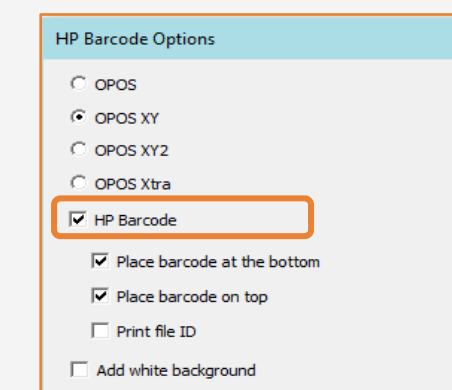 HP Barcode Options
OPOS
OPOS XY
OPOS XY2
OPOS Xtra
HP Barcode
Place barcode at the bottom
Place barcode on top
Print file ID
Add white background